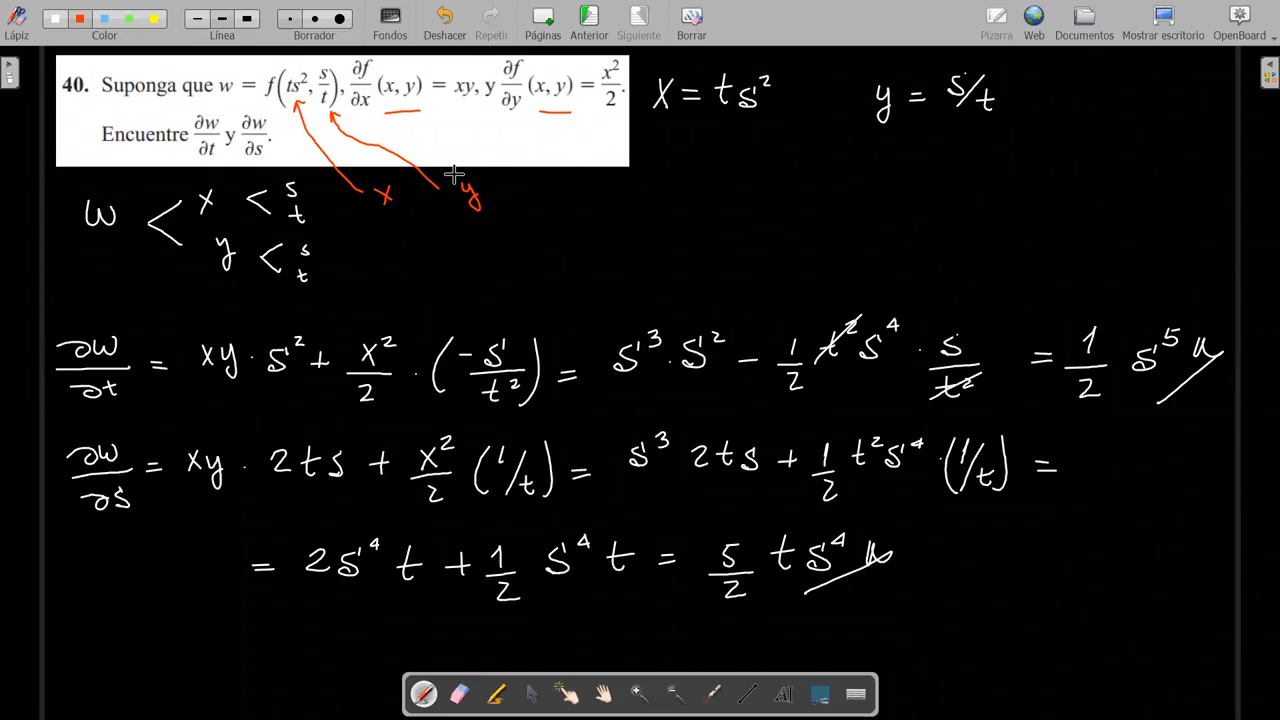 Lápiz Color Línea Borrador Fondos Deshacer Repetir Páginas Anterior Siguiente Borrar Pizarra Web Documentos Mostrar escritorio OpenBoard
40. Suponga que w = f(ts², s/t), ∂f/∂x (x, y) = xy, y ∂f/∂y (x, y) = x²/2.
Encuentre ∂w/∂t y ∂w/∂s.
x = ts² y = s/t
x y
w < x < s t
y < s t
∂w/∂t = xy · s² + x²/2 · (-s/t²) = s³ · s² - 1/2 t² s⁴ · s/t² = 1/2 s⁵
∂w/∂s = xy · 2ts + x²/2 (1/t) = s³ 2ts + 1/2 t² s⁴ · (1/t) =
= 2s⁴ t + 1/2 s⁴ t = 5/2 t s⁴
AI